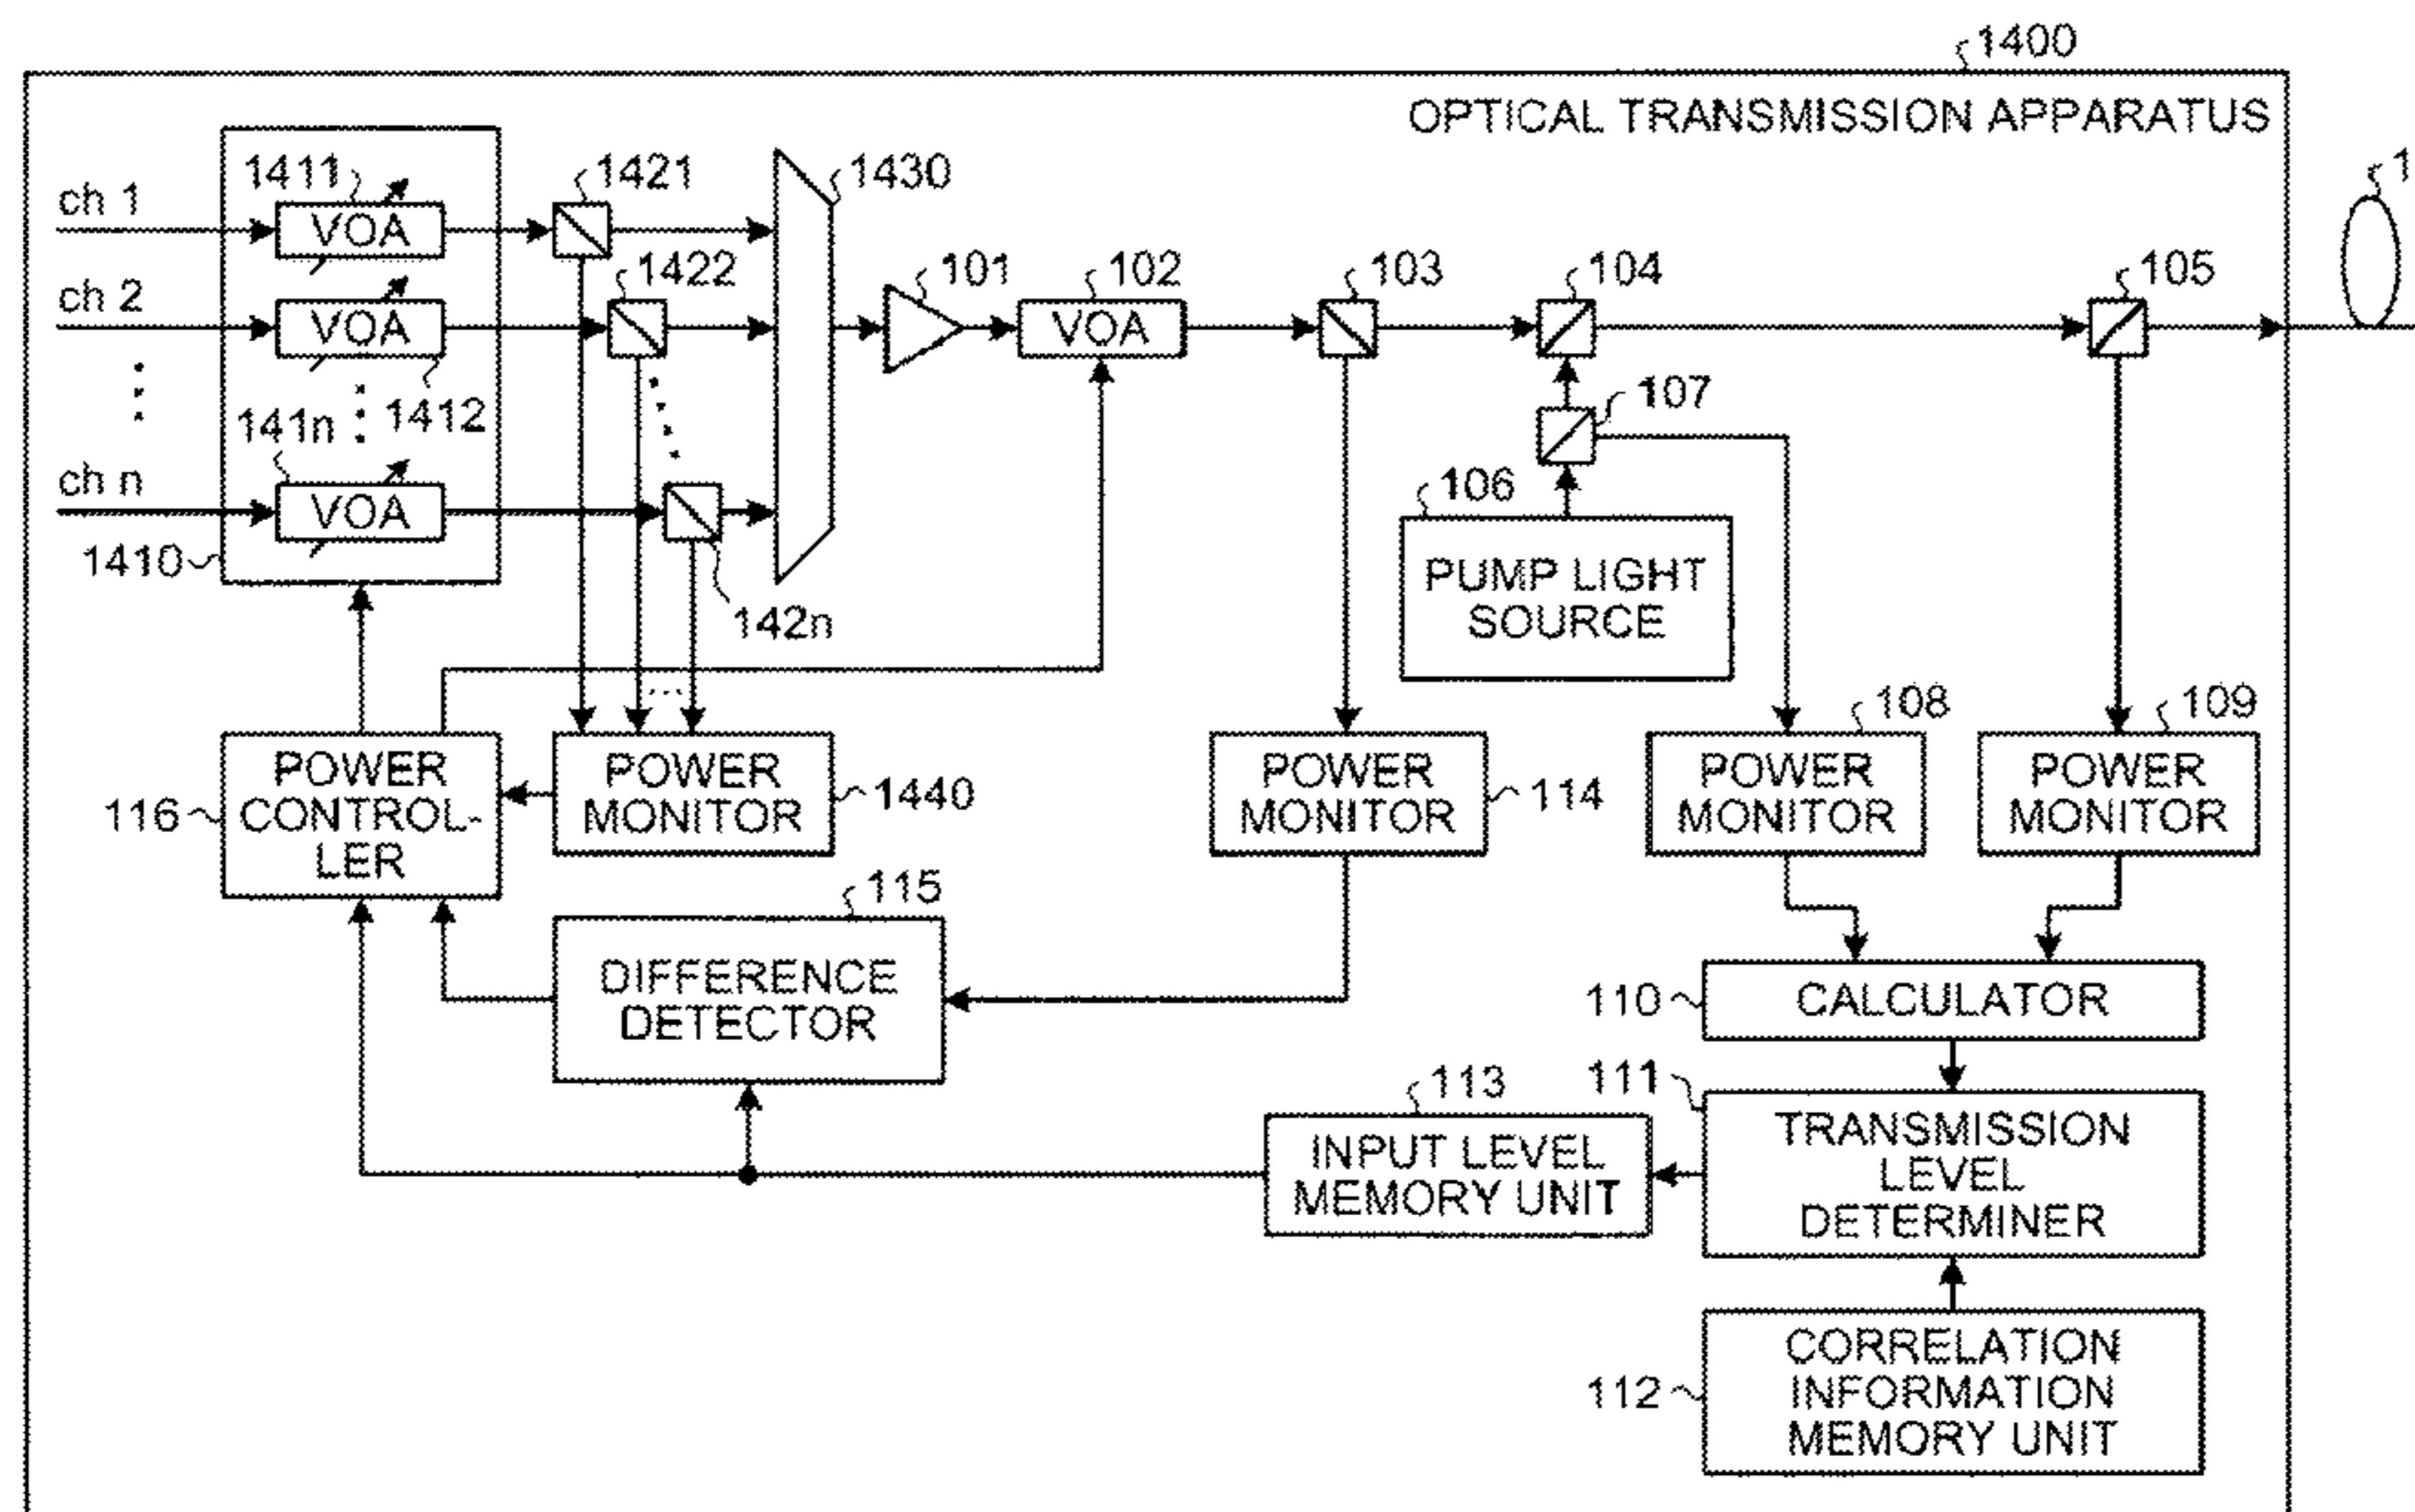 1400
OPTICAL TRANSMISSION APPARATUS
1411
1421
1430
1
ch 1
VOA
1422
101
102
103
104
105
ch 2
VOA
VOA
1412
107
141n
ch n
VOA
106
1410
PUMP LIGHT
SOURCE
142n
108
109
POWER
CONTROL-
LER
116
POWER
MONITOR
1440
POWER
MONITOR
114
POWER
MONITOR
POWER
MONITOR
115
DIFFERENCE
DETECTOR
110
CALCULATOR
113
111
INPUT LEVEL
MEMORY UNIT
TRANSMISSION
LEVEL
DETERMINER
112
CORRELATION
INFORMATION
MEMORY UNIT